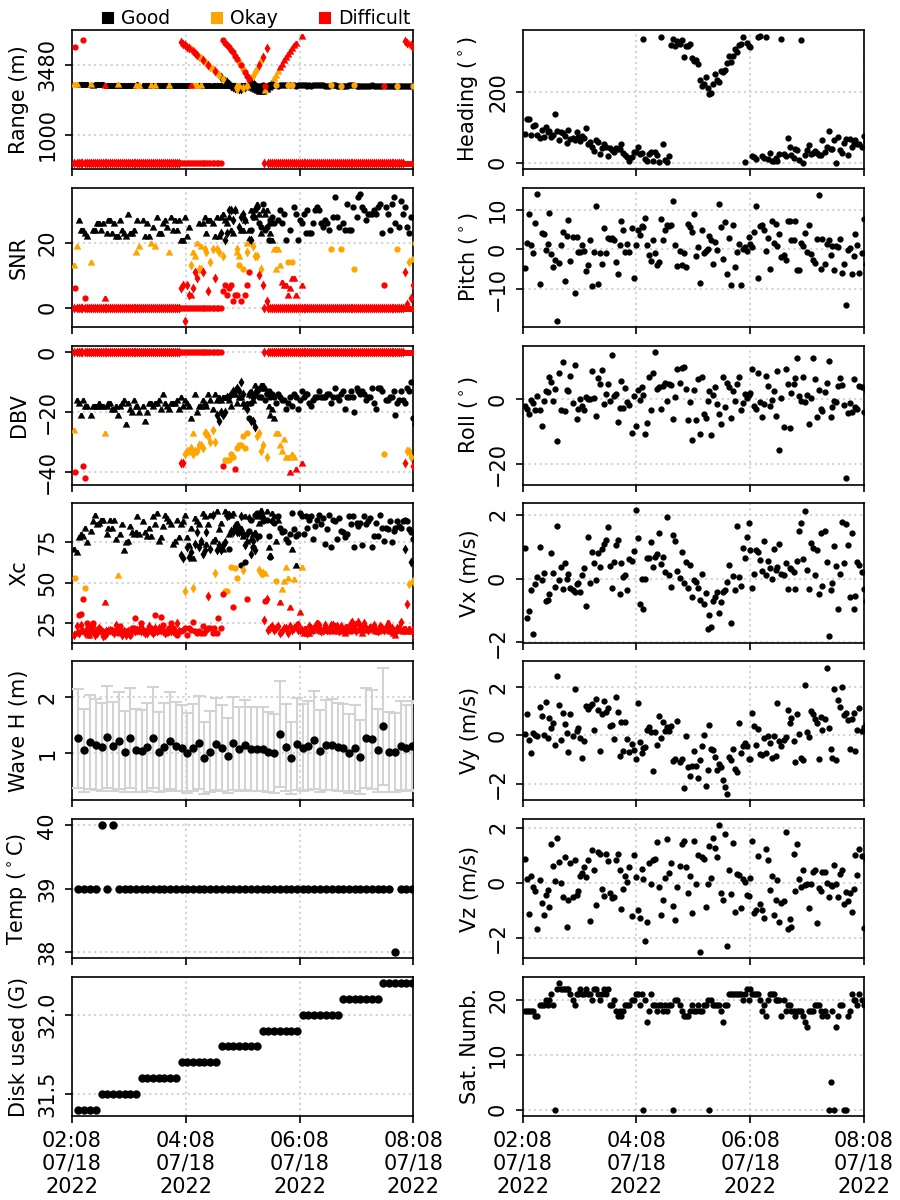 Good Okay Difficult
Range (m)
3480
1000
Heading (°)
200
0
SNR
20
0
Pitch (°)
10
0
−10
DBV
0
−20
−40
Roll (°)
0
−20
Xc
75
50
25
Vx (m/s)
2
0
−2
Wave H (m)
2
1
Vy (m/s)
2
0
−2
Temp (°C)
40
39
38
Vz (m/s)
2
0
−2
Disk used (G)
32.0
31.5
Sat. Numb.
20
10
0
02:08 04:08 06:08 08:08 02:08 04:08 06:08 08:08
07/18 07/18 07/18 07/18 07/18 07/18 07/18 07/18
2022 2022 2022 2022 2022 2022 2022 2022